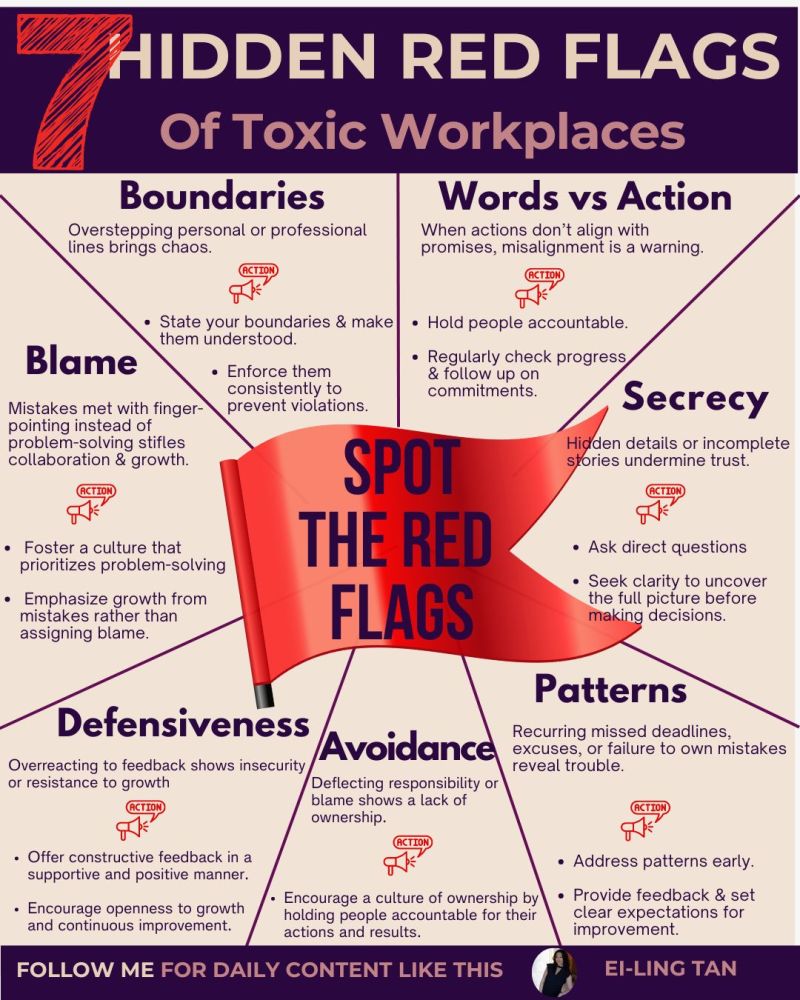 7 HIDDEN RED FLAGS
Of Toxic Workplaces
Boundaries
Overstepping personal or professional
lines brings chaos.
ACTION
• State your boundaries & make
them understood.
• Enforce them
consistently to
prevent violations.
Words vs Action
When actions don’t align with
promises, misalignment is a warning.
ACTION
• Hold people accountable.
• Regularly check progress
& follow up on
commitments.
Blame
Mistakes met with finger-
pointing instead of
problem-solving stifles
collaboration & growth.
ACTION
• Foster a culture that
prioritizes problem-solving
• Emphasize growth from
mistakes rather than
assigning blame.
SPOT
THE RED
FLAGS
Secrecy
Hidden details or incomplete
stories undermine trust.
ACTION
• Ask direct questions
• Seek clarity to uncover
the full picture before
making decisions.
Defensiveness
Overreacting to feedback shows insecurity
or resistance to growth
ACTION
• Offer constructive feedback in a
supportive and positive manner.
• Encourage openness to growth
and continuous improvement.
Avoidance
Deflecting responsibility or
blame shows a lack of
ownership.
ACTION
• Encourage a culture of ownership by
holding people accountable for their
actions and results.
Patterns
Recurring missed deadlines,
excuses, or failure to own mistakes
reveal trouble.
ACTION
• Address patterns early.
• Provide feedback & set
clear expectations for
improvement.
FOLLOW ME FOR DAILY CONTENT LIKE THIS
EI-LING TAN